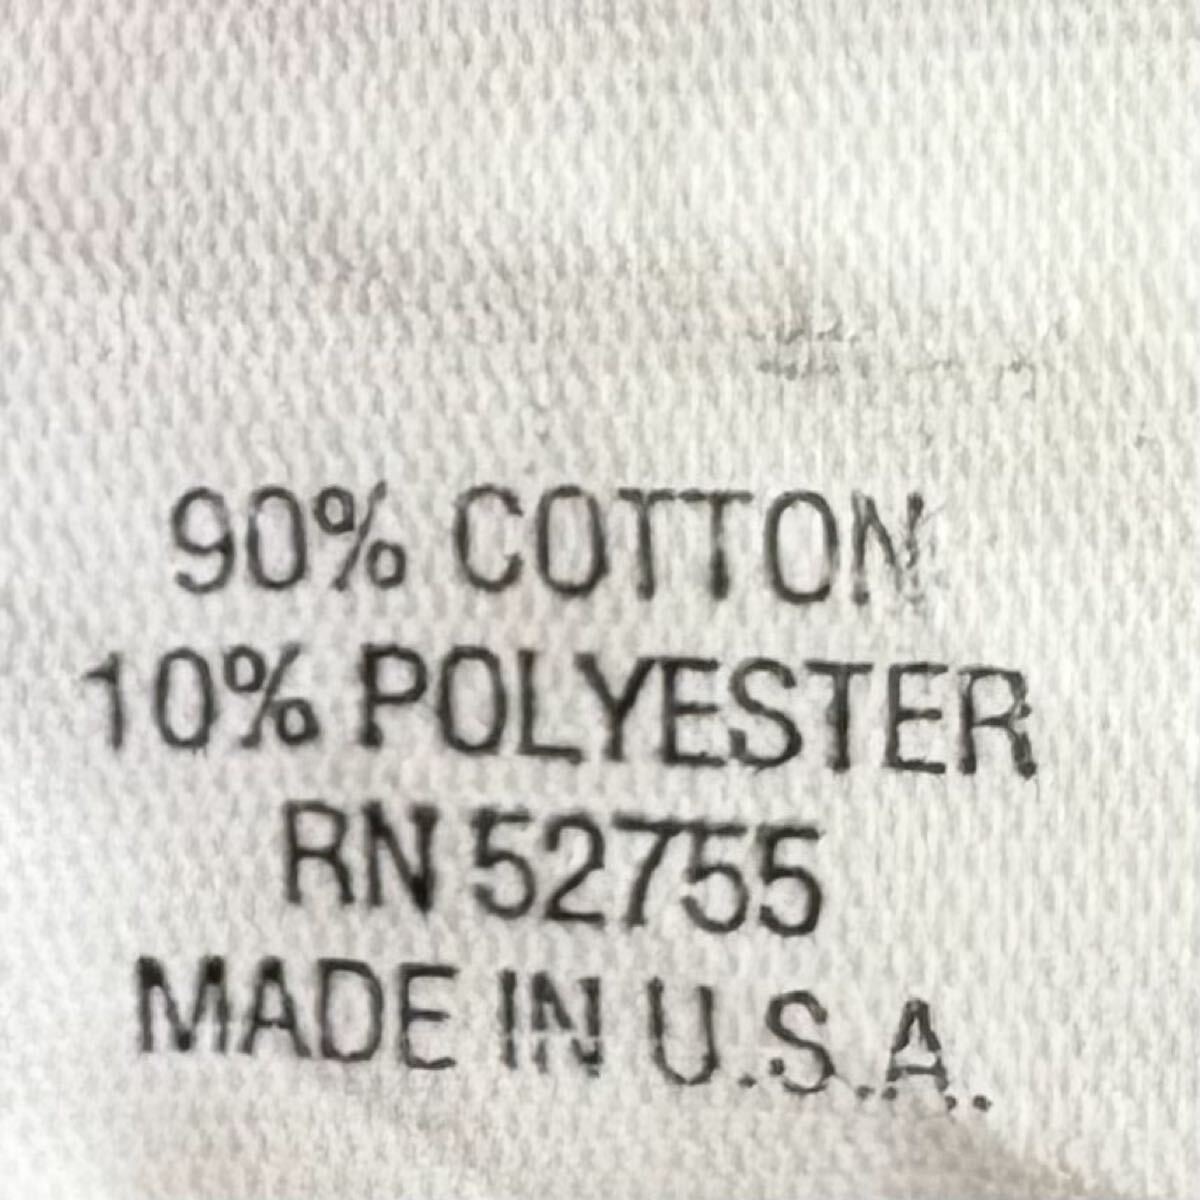 90% COTTON
10% POLYESTER
RN 52755
MADE IN U.S.A.